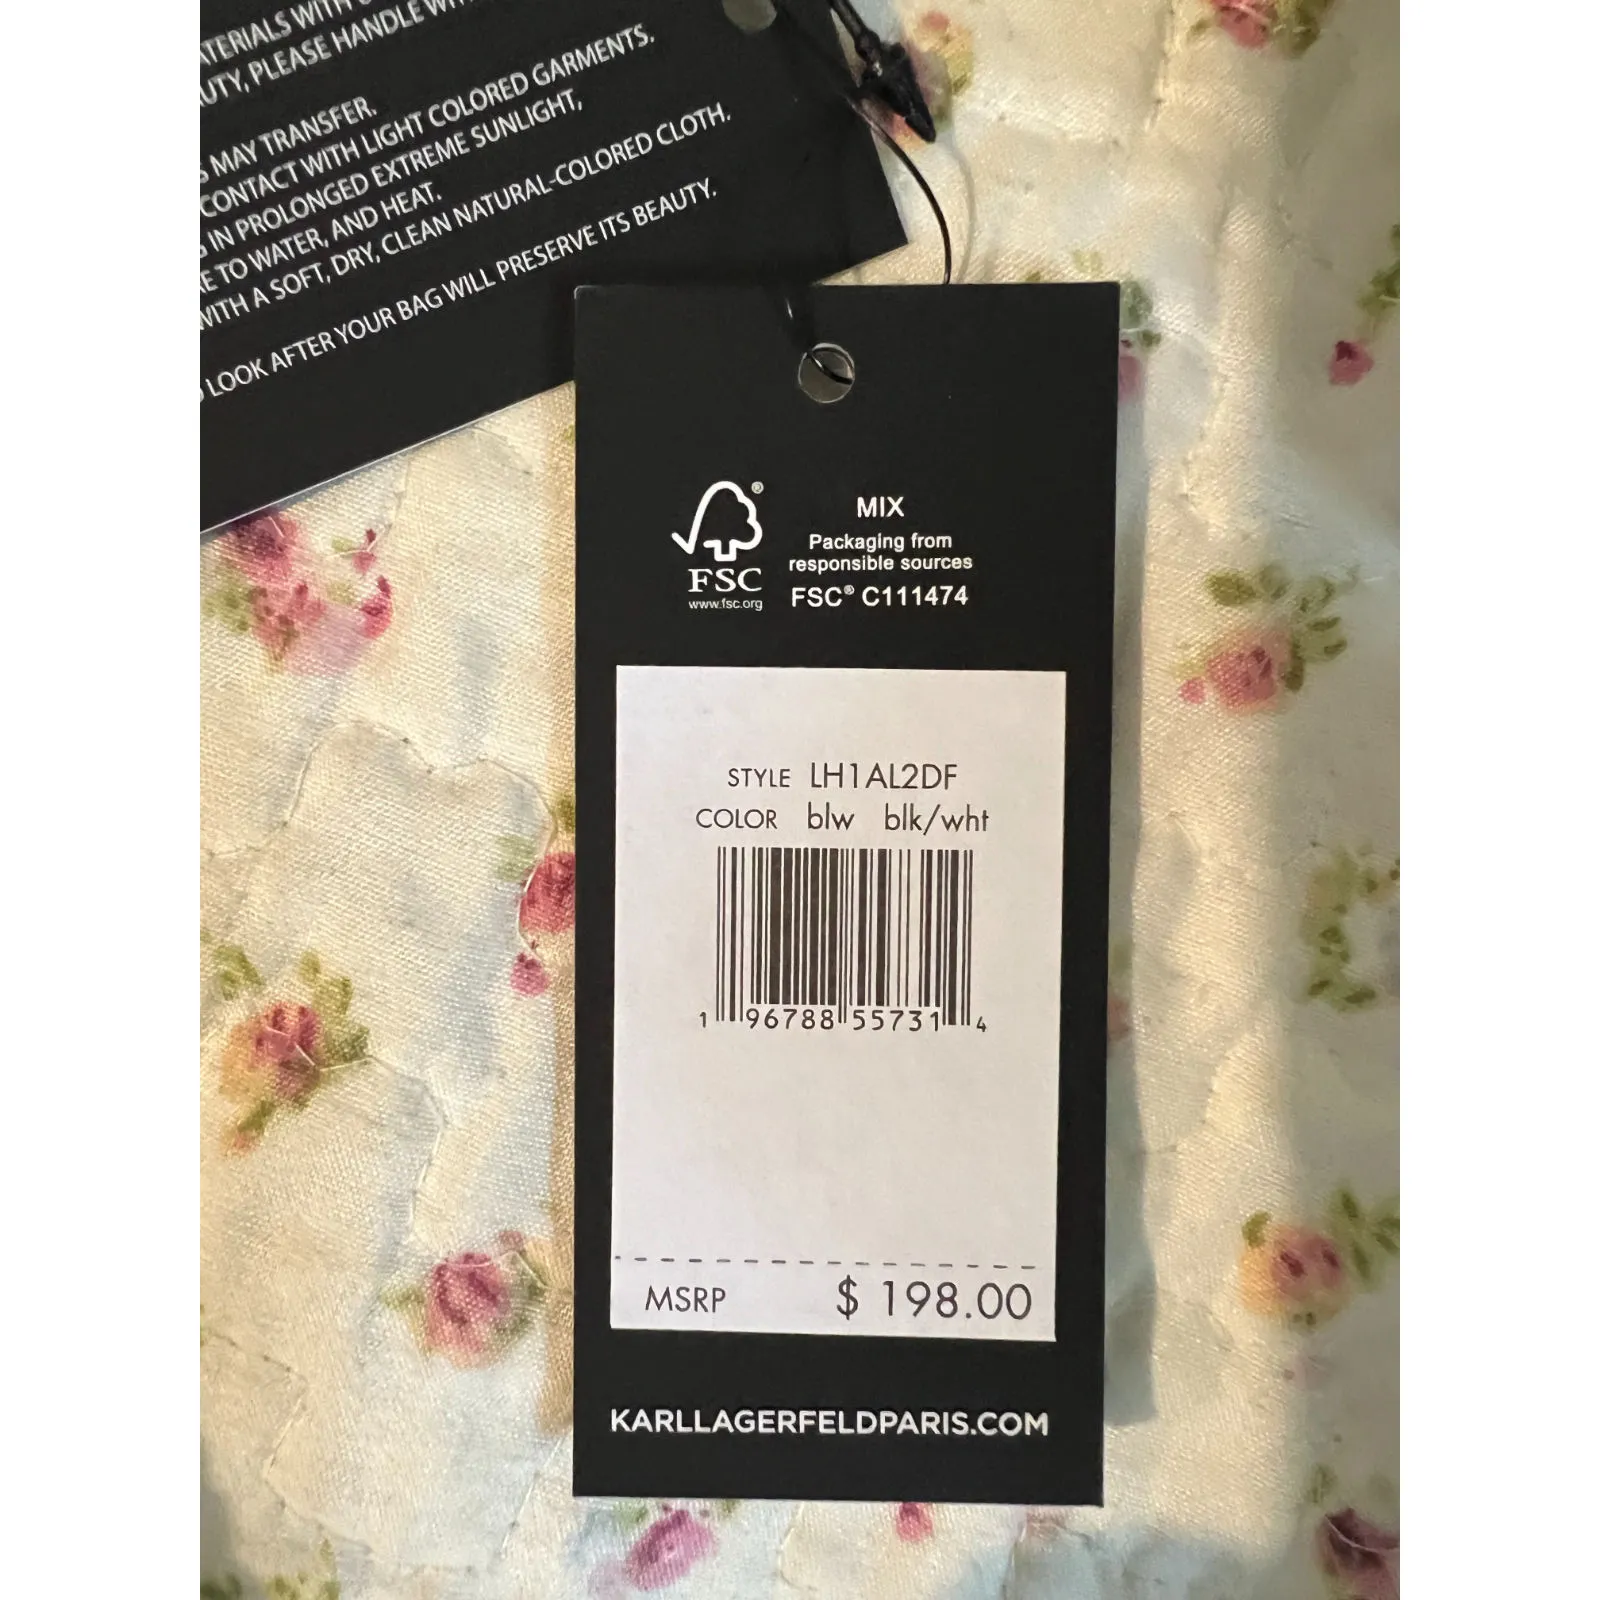 MATERIALS WITH
PLEASE HANDLE
MAY TRANSFER.
CONTACT WITH LIGHT COLORED GARMENTS.
IN PROLONGED EXTREME SUNLIGHT,
TO WATER, AND HEAT.
WITH A SOFT, DRY, CLEAN NATURAL-COLORED CLOTH.
LOOK AFTER YOUR BAG WILL PRESERVE ITS BEAUTY.
FSC
www.fsc.org
MIX
Packaging from
responsible sources
FSC® C111474
STYLE LH1AL2DF
COLOR blw blk/wht
1 96788 55731 4
MSRP $ 198.00
KARLLAGERFELDPARIS.COM